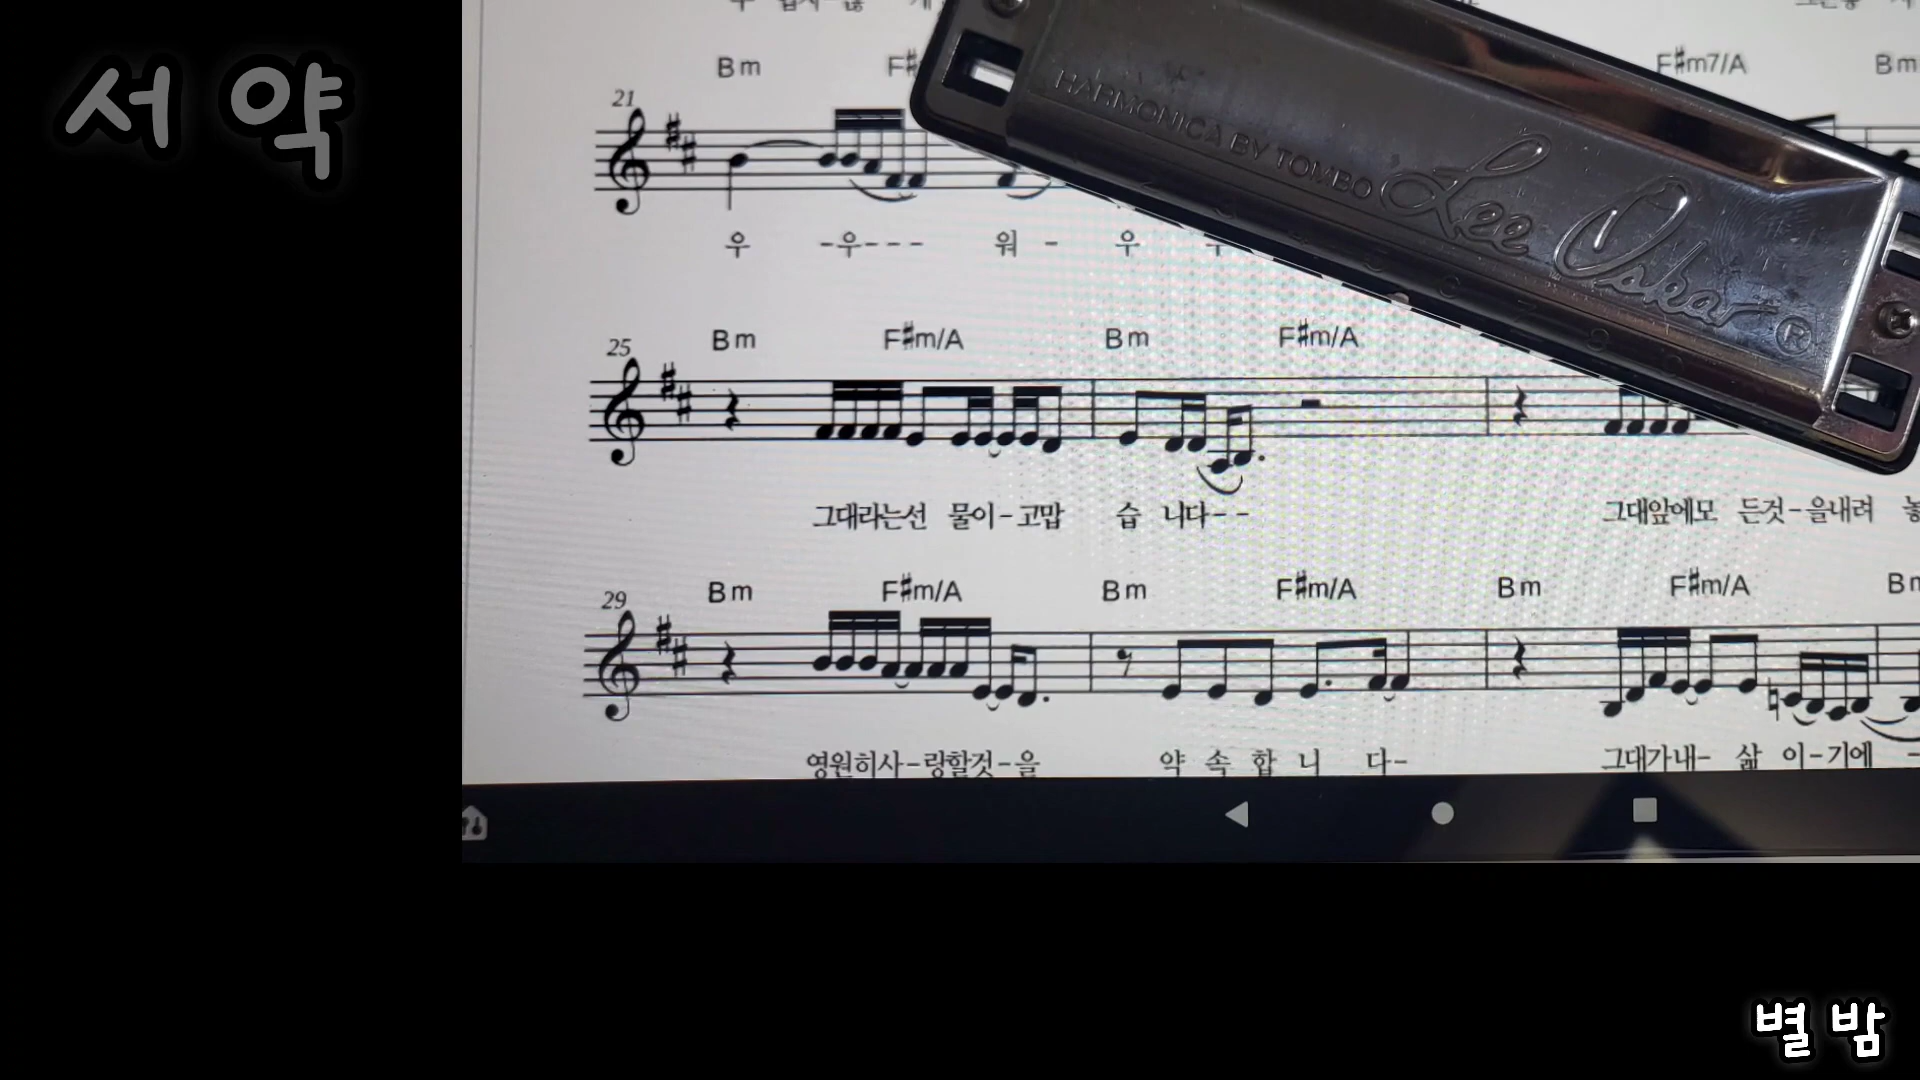 서약
Bm
F#m7/A
Bm
21
HARMONICA BY TOMBO
Lee Oskar ®
우 -우--- 워 - 우
25
Bm F#m/A Bm F#m/A
그대라는선 물이-고맙 습 니다-- 그대앞에모 든것-을내려
29
Bm F#m/A Bm F#m/A Bm F#m/A
영원히사-랑할것-을 약 속 합 니 다- 그대가내- 삶 이-기에 -
별밤